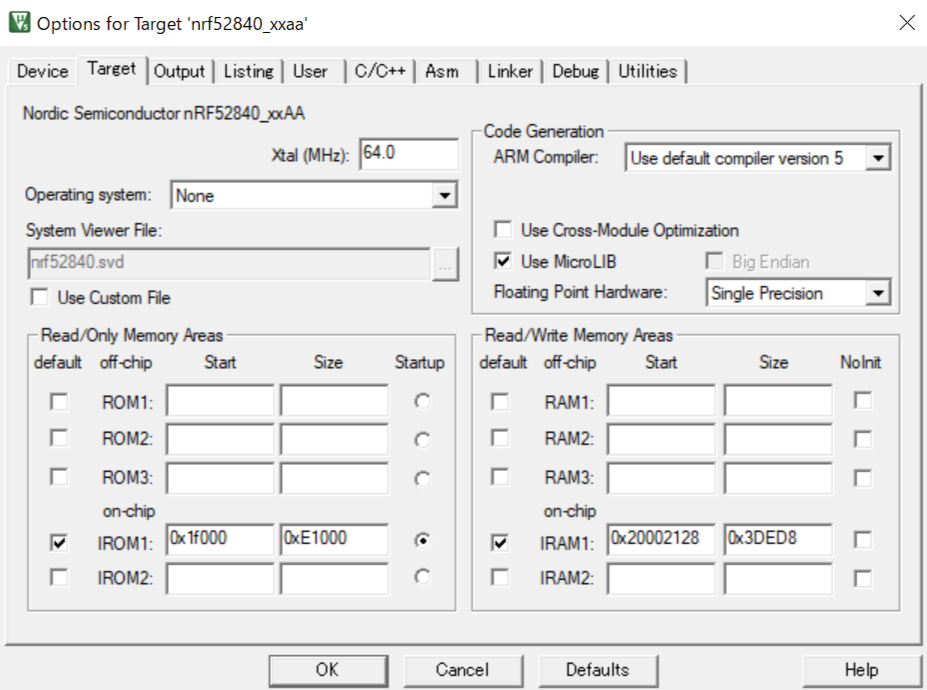 Options for Target 'nrf52840_xxaa'
Device Target Output Listing User C/C++ Asm Linker Debug Utilities
Nordic Semiconductor nRF52840_xxAA
Xtal (MHz): 64.0
Operating system: None
System Viewer File:
nrf52840.svd ...
Use Custom File
Code Generation
ARM Compiler: Use default compiler version 5
Use Cross-Module Optimization
Use MicroLIB Big Endian
Floating Point Hardware: Single Precision
Read/Only Memory Areas
default off-chip Start Size Startup
ROM1:
ROM2:
ROM3:
on-chip
IROM1: 0x1f000 0xE1000
IROM2:
Read/Write Memory Areas
default off-chip Start Size NoInit
RAM1:
RAM2:
RAM3:
on-chip
IRAM1: 0x20002128 0x3DED8
IRAM2:
OK Cancel Defaults Help